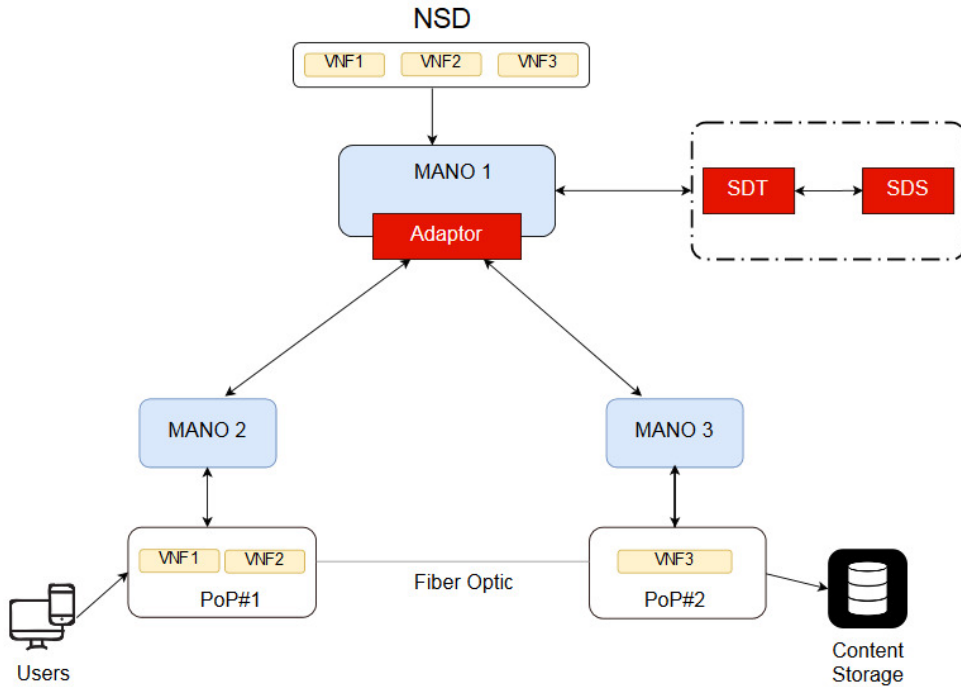 NSD
VNF1 VNF2 VNF3
MANO 1
SDT SDS
Adaptor
MANO 2 MANO 3
VNF1 VNF2 VNF3
Fiber Optic
PoP#1 PoP#2
Users
Content
Storage